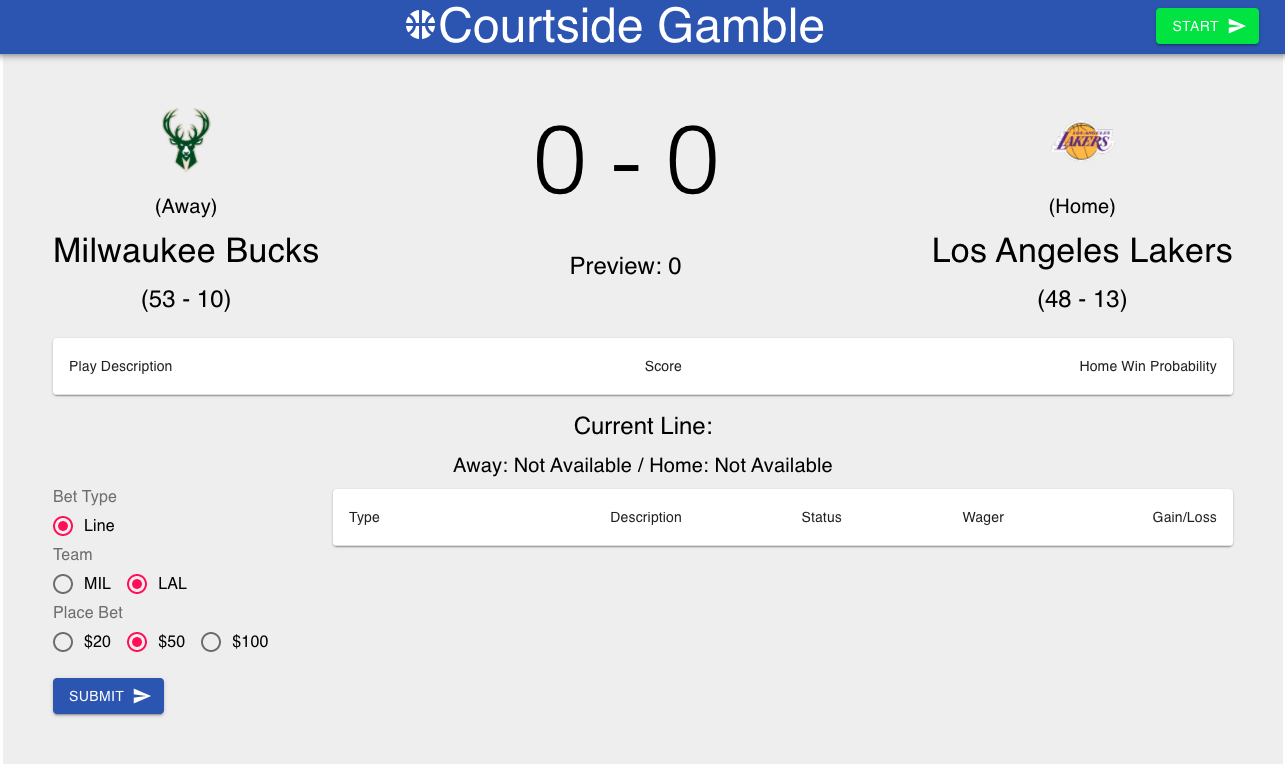 Courtside Gamble
START
0 - 0
LOS ANGELES
LAKERS
(Away)
(Home)
Milwaukee Bucks
Los Angeles Lakers
Preview: 0
(53 - 10)
(48 - 13)
Play Description Score Home Win Probability
Current Line:
Away: Not Available / Home: Not Available
Bet Type
Type Description Status Wager Gain/Loss
Line
Team
MIL LAL
Place Bet
$20 $50 $100
SUBMIT